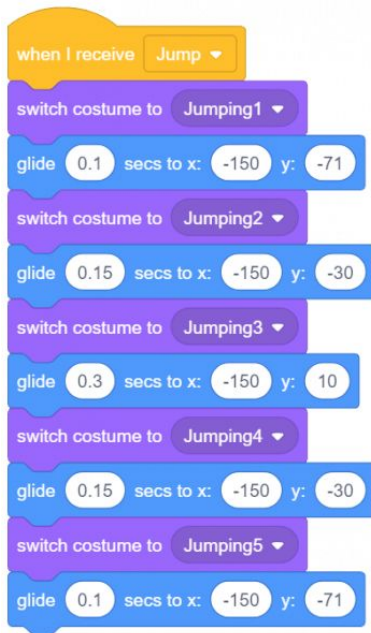 when I receive Jump
switch costume to Jumping1
glide 0.1 secs to x: -150 y: -71
switch costume to Jumping2
glide 0.15 secs to x: -150 y: -30
switch costume to Jumping3
glide 0.3 secs to x: -150 y: 10
switch costume to Jumping4
glide 0.15 secs to x: -150 y: -30
switch costume to Jumping5
glide 0.1 secs to x: -150 y: -71